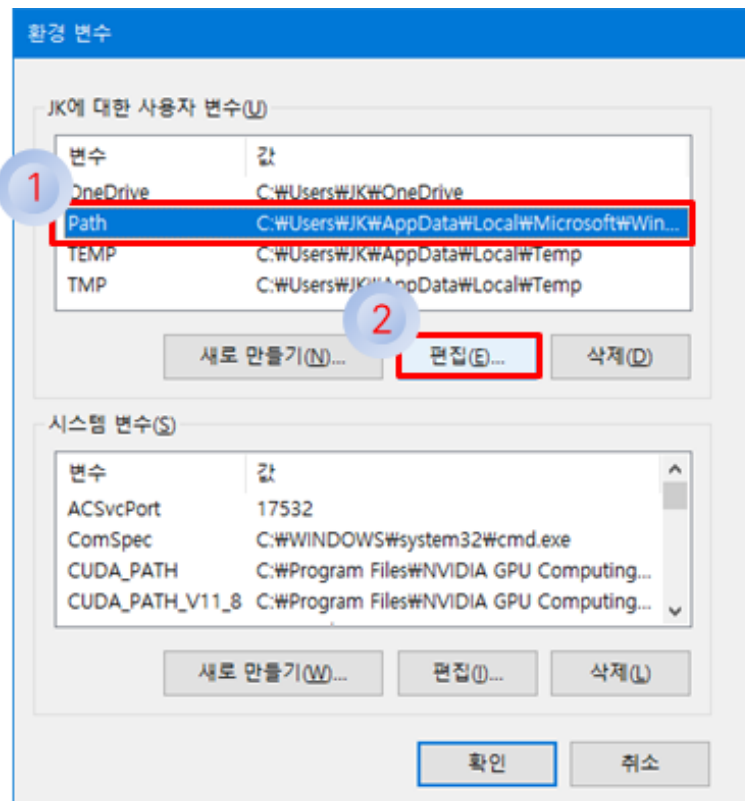 환경 변수
JK에 대한 사용자 변수(U)
변수 값
1
OneDrive C:₩Users₩JK₩OneDrive
Path C:₩Users₩JK₩AppData₩Local₩Microsoft₩Win...
TEMP C:₩Users₩JK₩AppData₩Local₩Temp
TMP C:₩Users₩JK₩AppData₩Local₩Temp
2
새로 만들기(N)... 편집(E)... 삭제(D)
시스템 변수(S)
변수 값
ACSvcPort 17532
ComSpec C:₩WINDOWS₩system32₩cmd.exe
CUDA_PATH C:₩Program Files₩NVIDIA GPU Computing...
CUDA_PATH_V11_8 C:₩Program Files₩NVIDIA GPU Computing...
새로 만들기(W)... 편집(I)... 삭제(L)
확인 취소